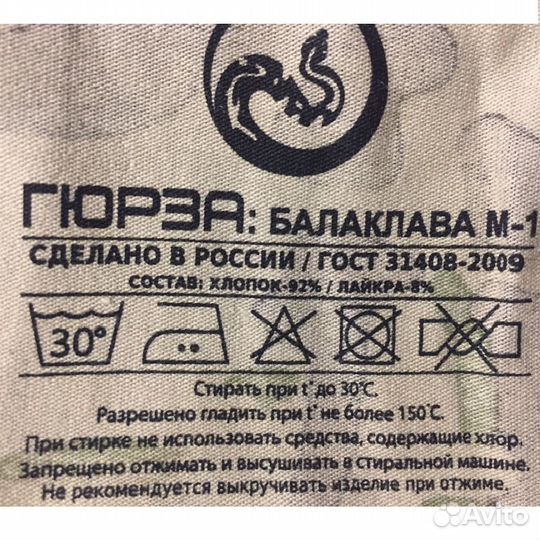 ГЮРЗА: БАЛАКЛАВА М-1
СДЕЛАНО В РОССИИ / ГОСТ 31408-2009
СОСТАВ: ХЛОПОК-92% / ЛАЙКРА-8%
30°
Стирать при t° до 30°С.
Разрешено гладить при t° не более 150°С.
При стирке не использовать средства, содержащие хлор.
Запрещено отжимать и высушивать в стиральной машине.
Не рекомендуется выкручивать изделие при отжиме.
Avito